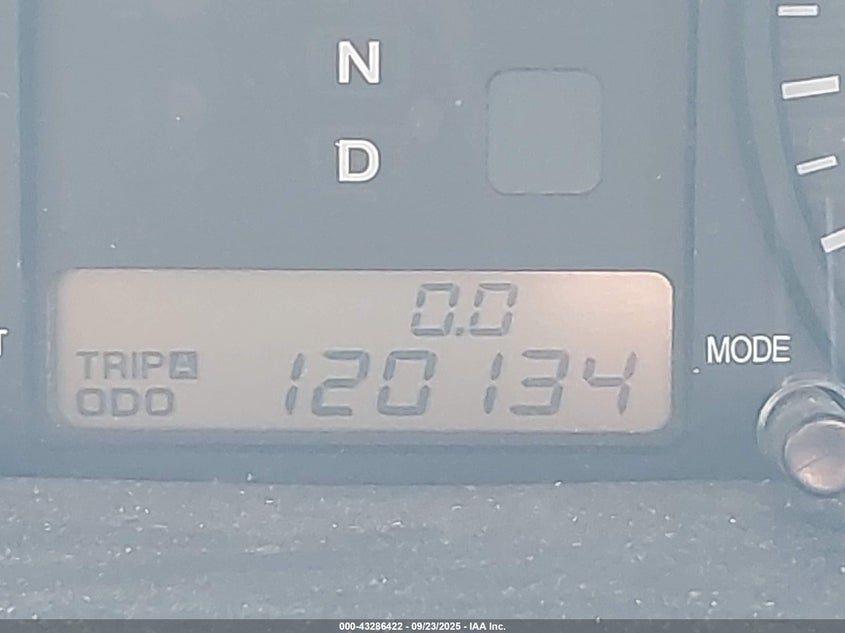 N
D
0.0
TRIP A
ODO 120134
MODE
000-43286422 - 09/23/2025 - IAA Inc.